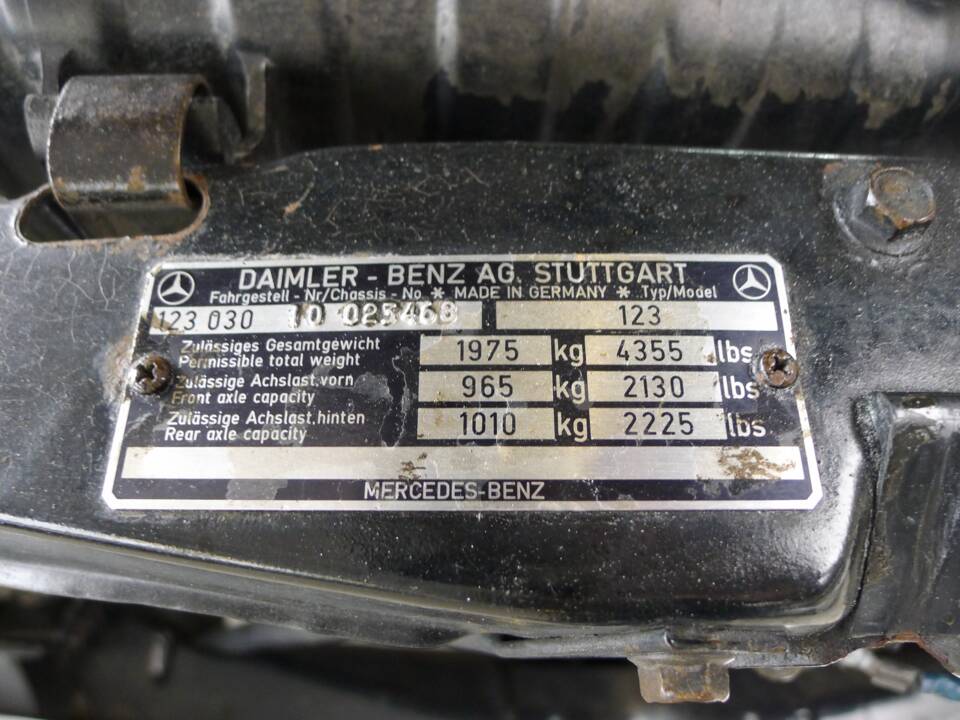 DAIMLER - BENZ AG. STUTTGART
Fahrgestell - Nr/Chassis - No * MADE IN GERMANY * Typ/Model
123 030 10 025468 123
Zulässiges Gesamtgewicht
Permissible total weight 1975 kg 4355 lbs
Zulässige Achslast,vorn
Front axle capacity 965 kg 2130 lbs
Zulässige Achslast,hinten
Rear axle capacity 1010 kg 2225 lbs
MERCEDES-BENZ